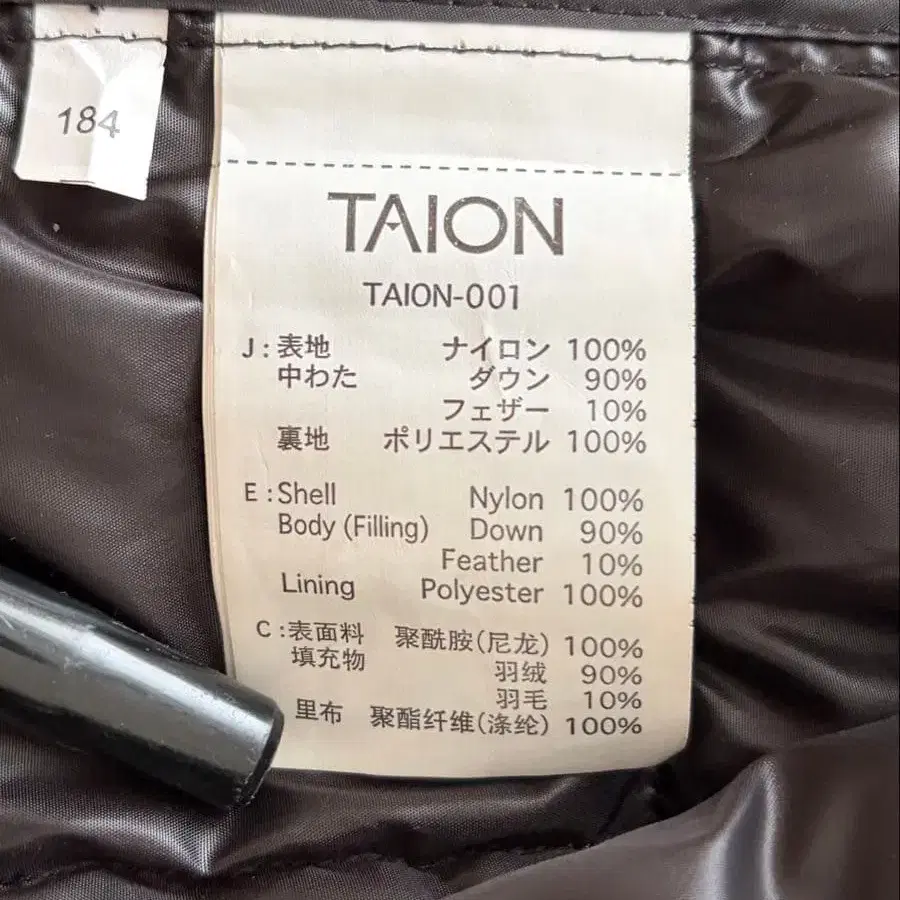 184
TAION
TAION-001
J : 表地 ナイロン 100%
中わた ダウン 90%
フェザー 10%
裏地 ポリエステル 100%
E : Shell Nylon 100%
Body (Filling) Down 90%
Feather 10%
Lining Polyester 100%
C : 表面料 聚酰胺(尼龙) 100%
填充物 羽绒 90%
羽毛 10%
里布 聚酯纤维(涤纶) 100%